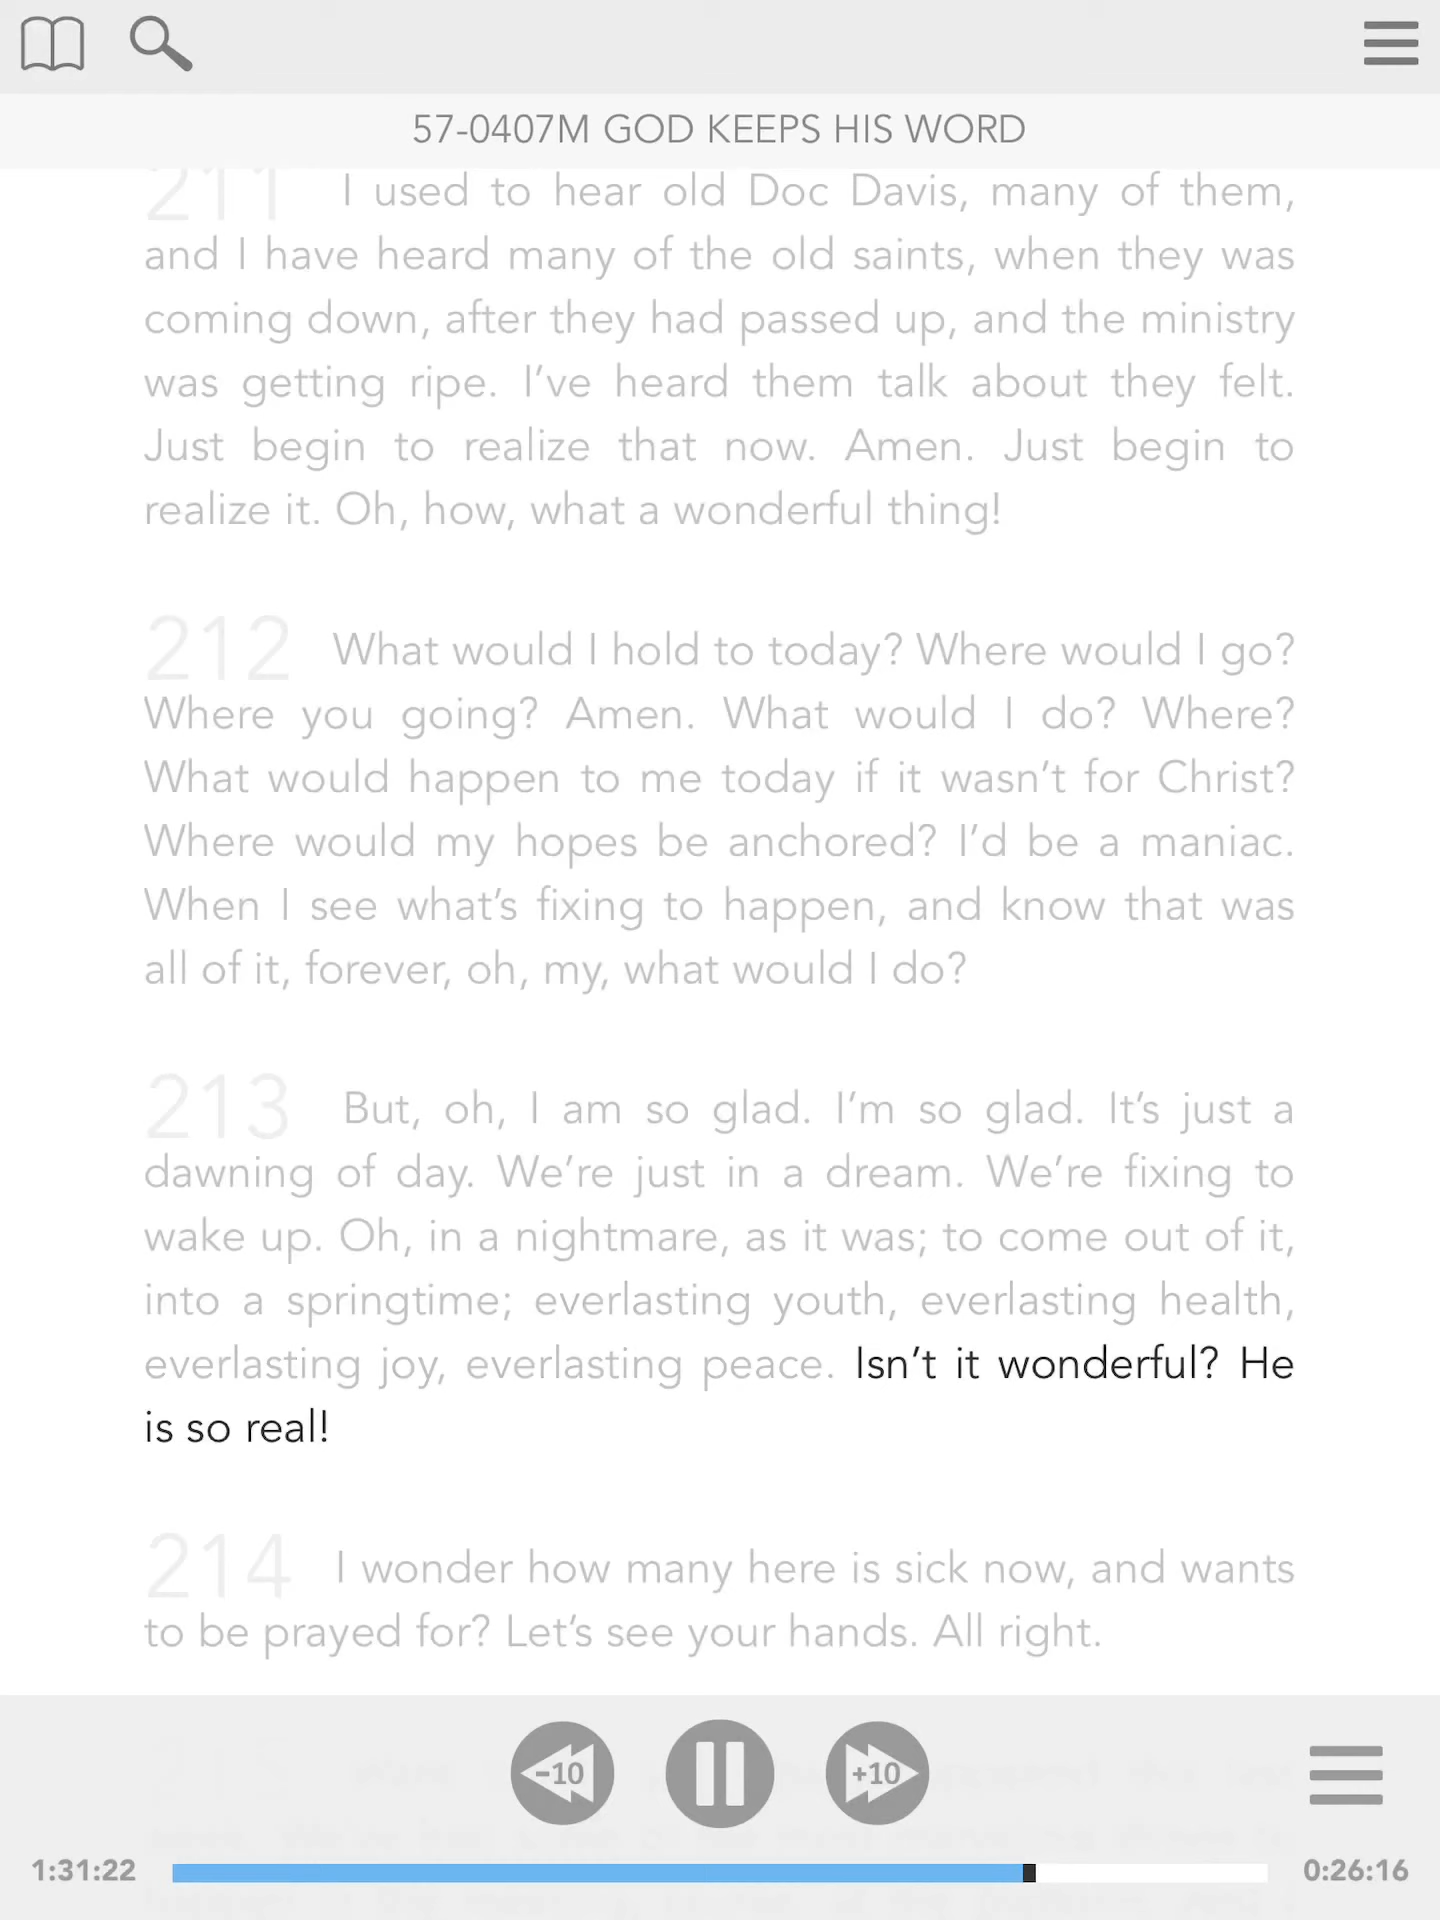 57-0407M GOD KEEPS HIS WORD
211 I used to hear old Doc Davis, many of them,
and I have heard many of the old saints, when they was
coming down, after they had passed up, and the ministry
was getting ripe. I’ve heard them talk about they felt.
Just begin to realize that now. Amen. Just begin to
realize it. Oh, how, what a wonderful thing!
212 What would I hold to today? Where would I go?
Where you going? Amen. What would I do? Where?
What would happen to me today if it wasn’t for Christ?
Where would my hopes be anchored? I’d be a maniac.
When I see what’s fixing to happen, and know that was
all of it, forever, oh, my, what would I do?
213 But, oh, I am so glad. I’m so glad. It’s just a
dawning of day. We’re just in a dream. We’re fixing to
wake up. Oh, in a nightmare, as it was; to come out of it,
into a springtime; everlasting youth, everlasting health,
everlasting joy, everlasting peace. Isn’t it wonderful? He
is so real!
214 I wonder how many here is sick now, and wants
to be prayed for? Let’s see your hands. All right.
-10 +10
1:31:22 0:26:16